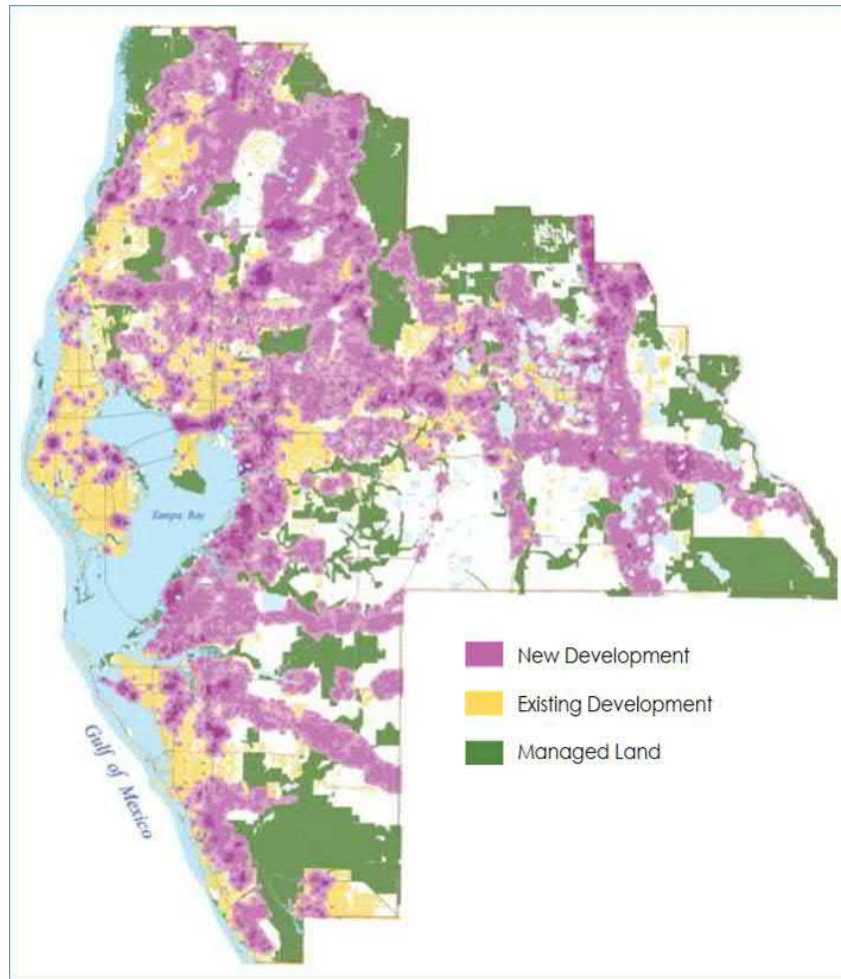 Tampa Bay
New Development
Existing Development
Managed Land
Gulf of Mexico